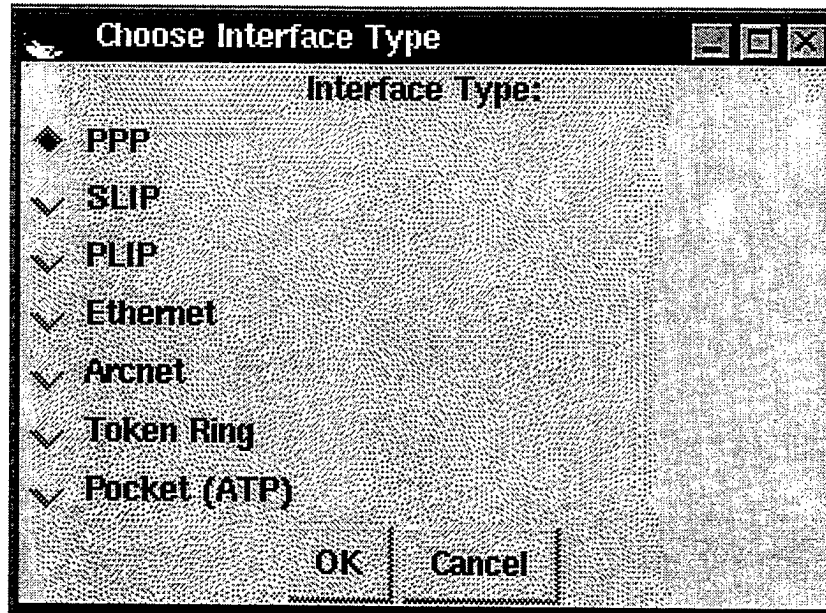 Choose Interface Type
Interface Type:
PPP
SLIP
PLIP
Ethernet
Arcnet
Token Ring
Pocket (ATP)
OK Cancel